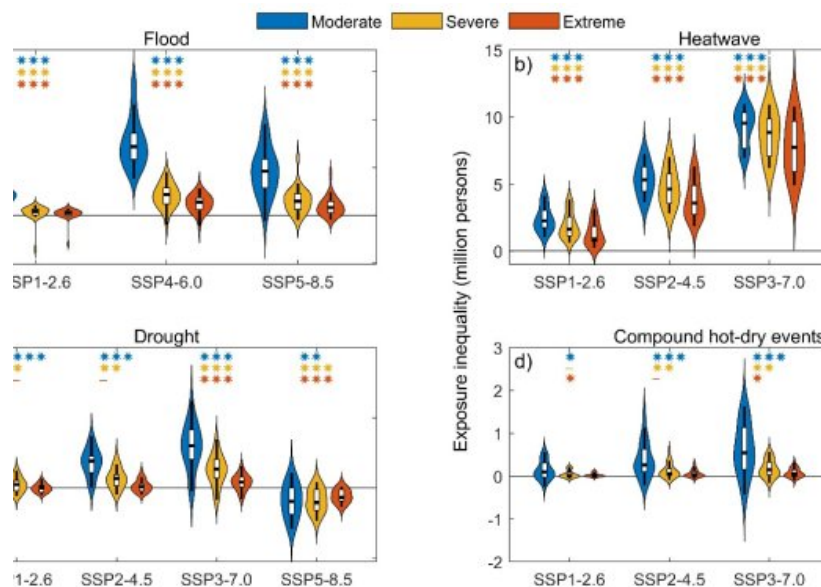 Moderate Severe Extreme
Flood
SSP1-2.6 SSP4-6.0 SSP5-8.5
Heatwave
b)
15
10
5
0
SSP1-2.6 SSP2-4.5 SSP3-7.0
Exposure inequality (million persons)
Drought
1-2.6 SSP2-4.5 SSP3-7.0 SSP5-8.5
Compound hot-dry events
d)
3
2
1
0
-1
-2
SSP1-2.6 SSP2-4.5 SSP3-7.0